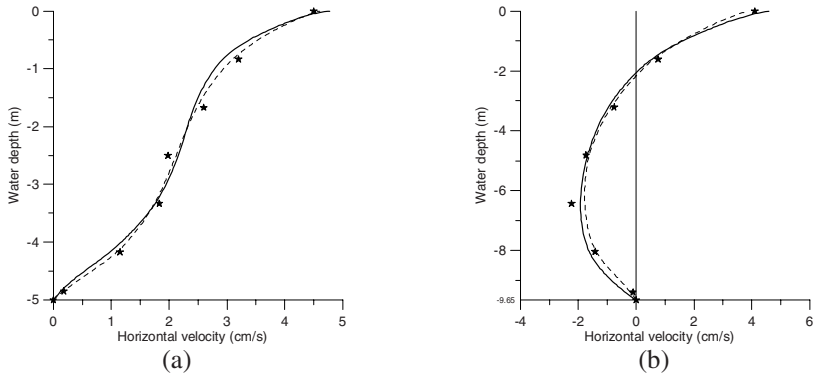 0
-1
-2
-3
-4
-5
Water depth (m)
0 1 2 3 4 5
Horizontal velocity (cm/s)
(a)
0
-2
-4
-6
-8
-9.65
Water depth (m)
-4 -2 0 2 4 6
Horizontal velocity (cm/s)
(b)